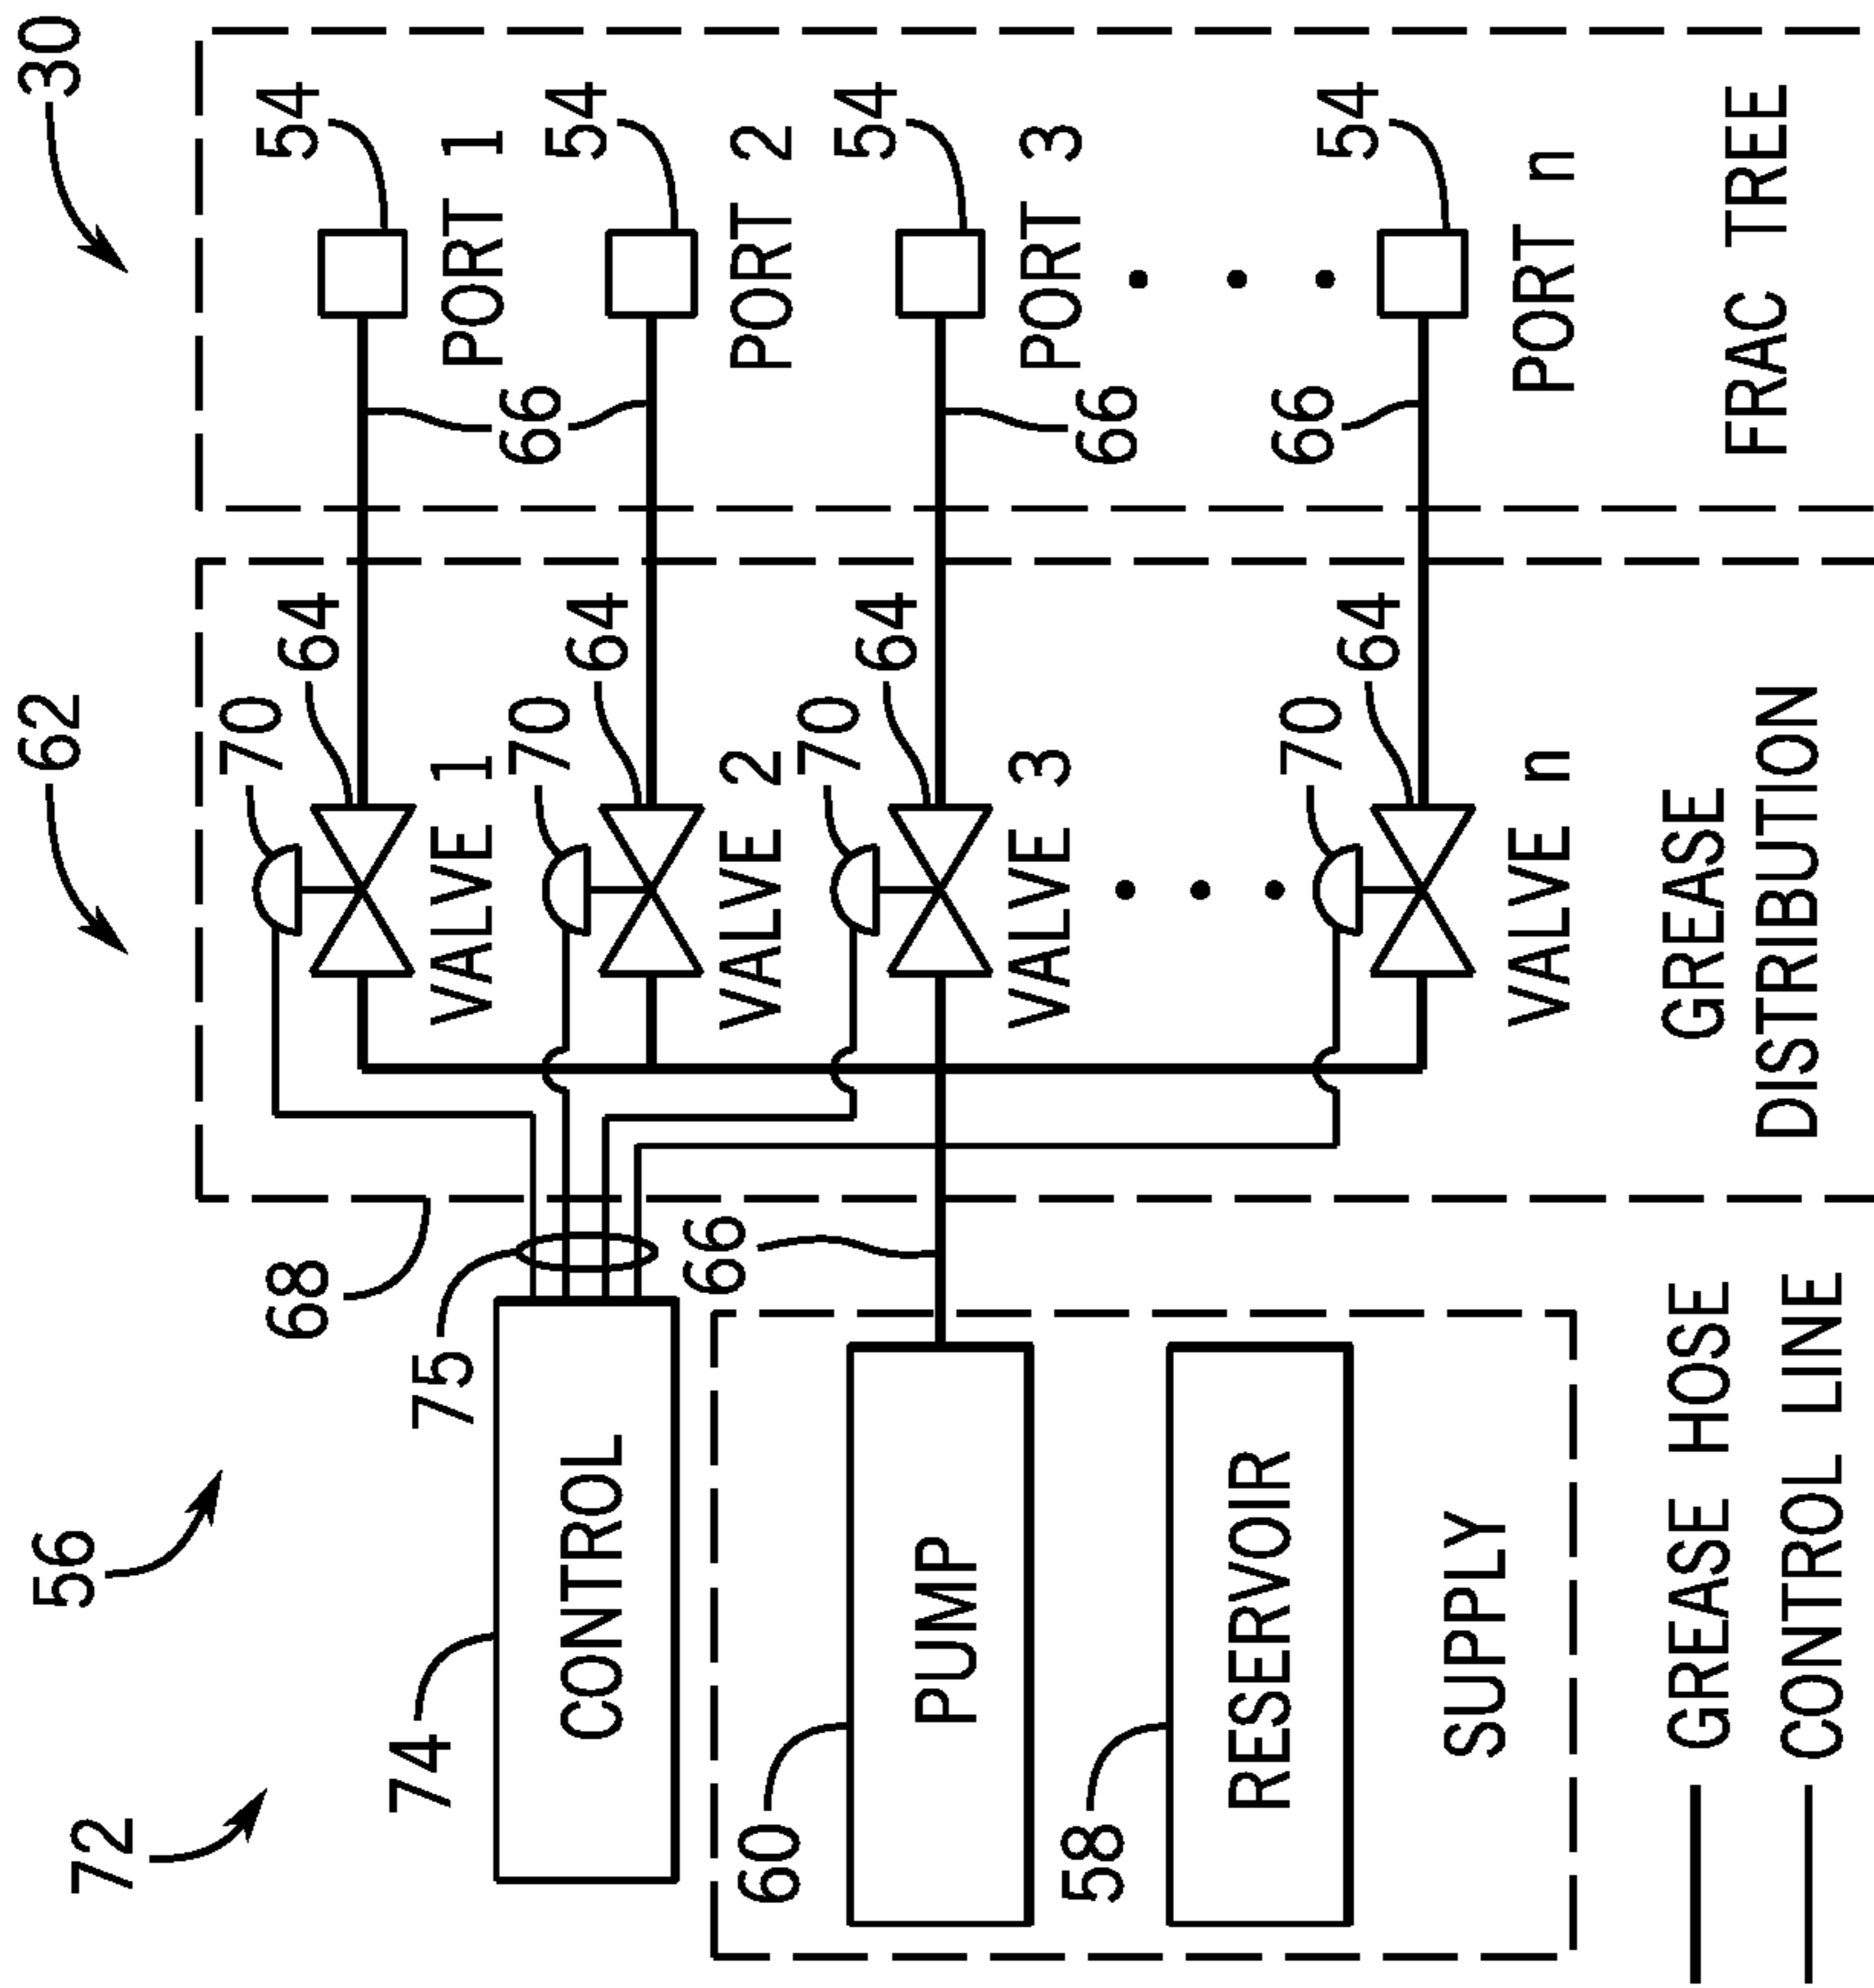 72
56
62
30
74
CONTROL
75
68
60
PUMP
66
58
RESERVOIR
SUPPLY
70
64
VALVE 1
70
64
VALVE 2
70
64
VALVE 3
70
64
VALVE n
GREASE
DISTRIBUTION
54
PORT 1
66
54
PORT 2
54
PORT 3
66
66
54
PORT n
FRAC TREE
GREASE HOSE
CONTROL LINE